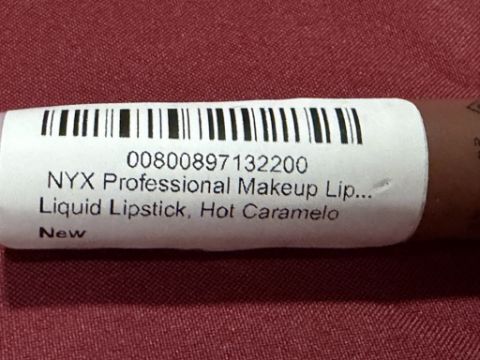 00800897132200
NYX Professional Makeup Lip...
Liquid Lipstick, Hot Caramelo
New